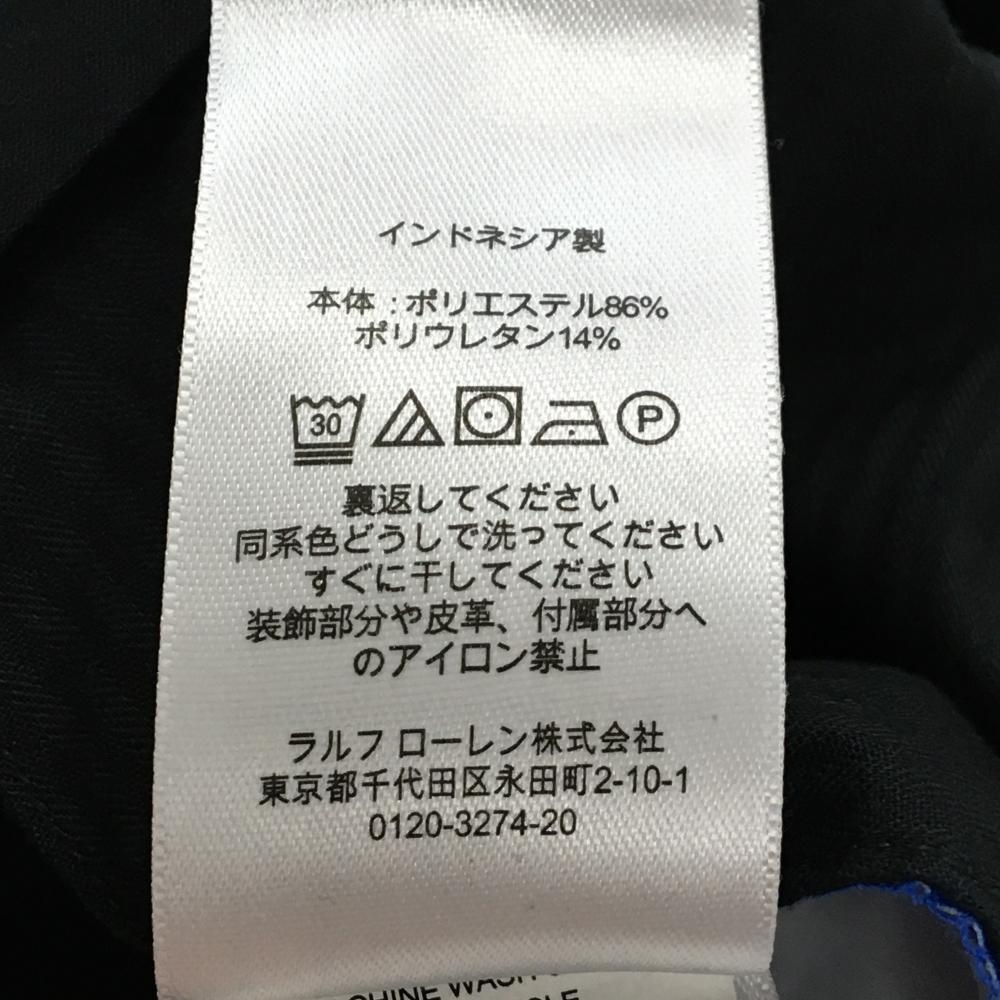 インドネシア製
本体 : ポリエステル86%
ポリウレタン14%
30 P
裏返してください
同系色どうしで洗ってください
すぐに干してください
装飾部分や皮革、付属部分へ
のアイロン禁止
ラルフ ローレン株式会社
東京都千代田区永田町2-10-1
0120-3274-20
WASH